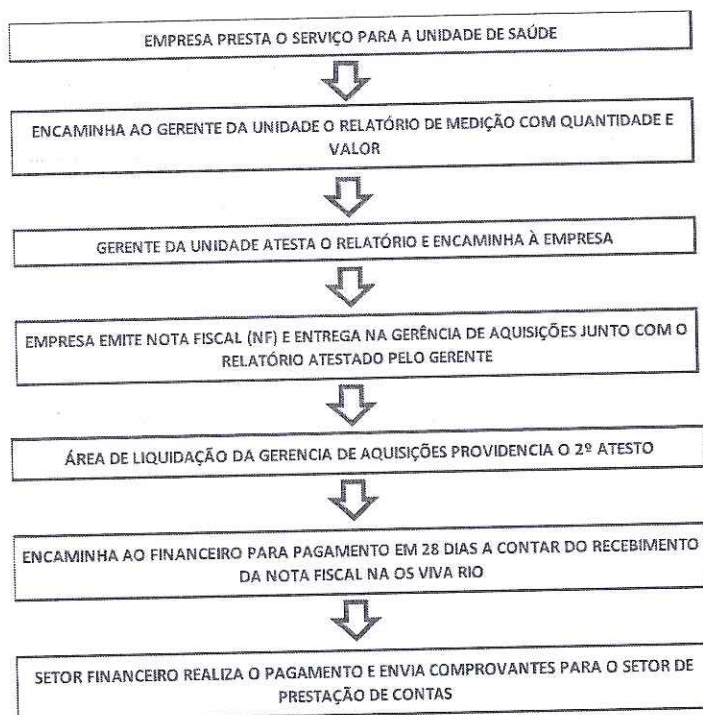 EMPRESA PRESTA O SERVIÇO PARA A UNIDADE DE SAÚDE
ENCAMINHA AO GERENTE DA UNIDADE O RELATÓRIO DE MEDIÇÃO COM QUANTIDADE E
VALOR
GERENTE DA UNIDADE ATESTA O RELATÓRIO E ENCAMINHA À EMPRESA
EMPRESA EMITE NOTA FISCAL (NF) E ENTREGA NA GERÊNCIA DE AQUISIÇÕES JUNTO COM O
RELATÓRIO ATESTADO PELO GERENTE
ÁREA DE LIQUIDAÇÃO DA GERENCIA DE AQUISIÇÕES PROVIDENCIA O 2º ATESTO
ENCAMINHA AO FINANCEIRO PARA PAGAMENTO EM 28 DIAS A CONTAR DO RECEBIMENTO
DA NOTA FISCAL NA OS VIVA RIO
SETOR FINANCEIRO REALIZA O PAGAMENTO E ENVIA COMPROVANTES PARA O SETOR DE
PRESTAÇÃO DE CONTAS